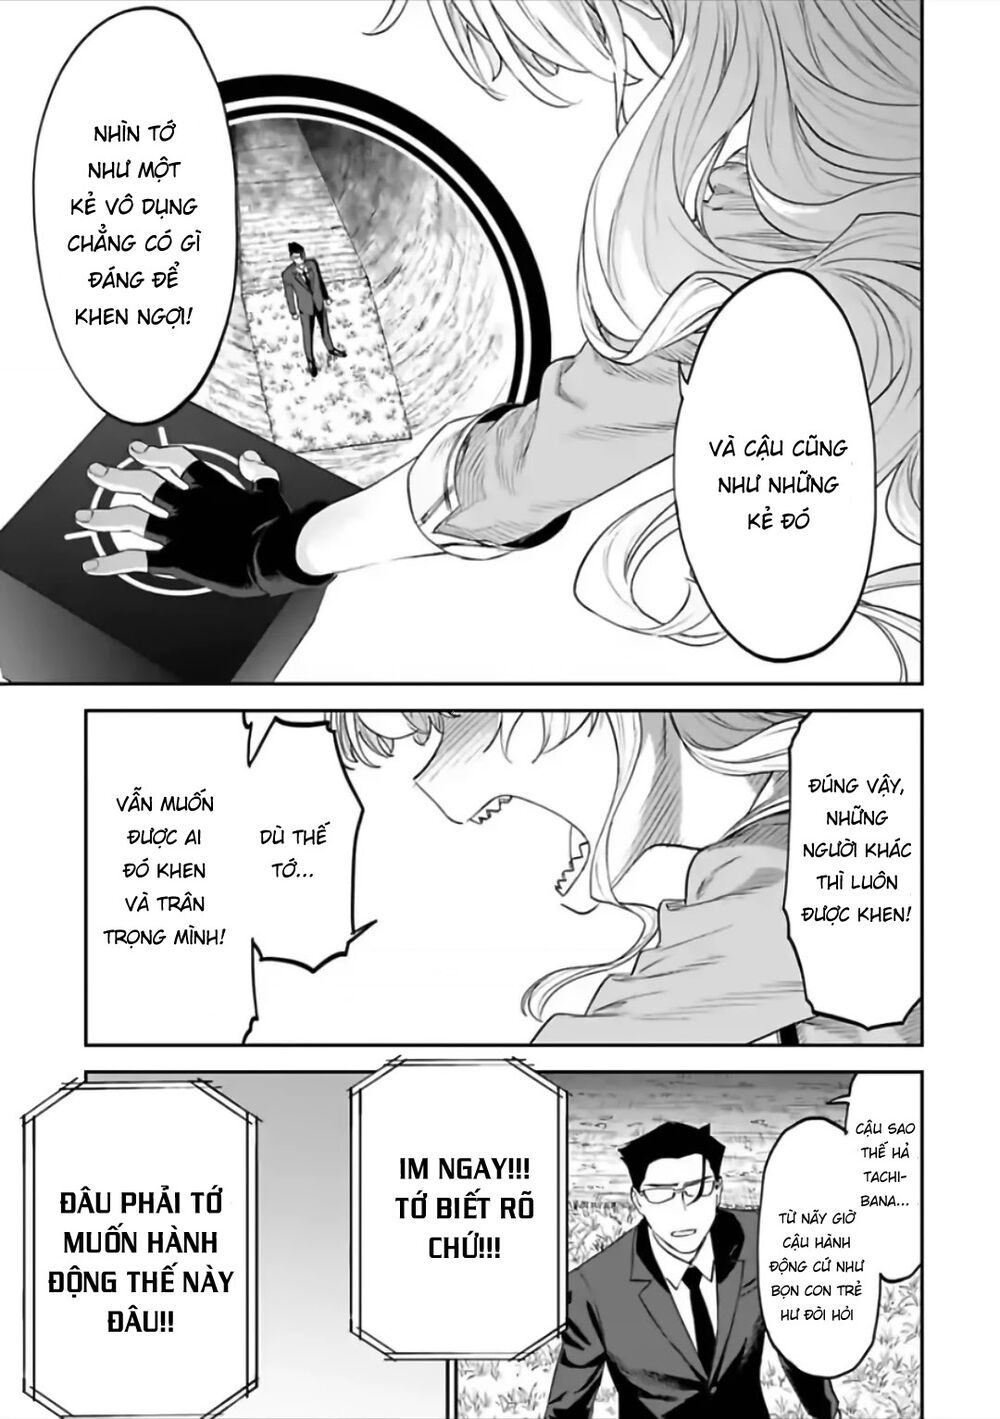 VÀ CẬU CŨNG
NHƯ NHỮNG
KẺ ĐÓ
NHÌN TỚ
NHƯ MỘT
KẺ VÔ DỤNG
CHẲNG CÓ GÌ
ĐÁNG ĐỂ
KHEN NGỢI!
ĐÚNG VẬY,
NHỮNG
NGƯỜI KHÁC
THÌ LUÔN
ĐƯỢC KHEN!
DÙ THẾ
TỚ...
VẪN MUỐN
ĐƯỢC AI
ĐÓ KHEN
VÀ TRÂN
TRỌNG MÌNH!
CẬU SAO
THẾ HẢ
TACHI-
BANA...
TỪ NÃY GIỜ
CẬU HÀNH
ĐỘNG CỨ NHƯ
BỌN CON TRẺ
HƯ ĐÒI HỎI
IM NGAY!!!
TỚ BIẾT RÕ
CHỨ!!!
ĐÂU PHẢI TỚ
MUỐN HÀNH
ĐỘNG THẾ NÀY
ĐÂU!!